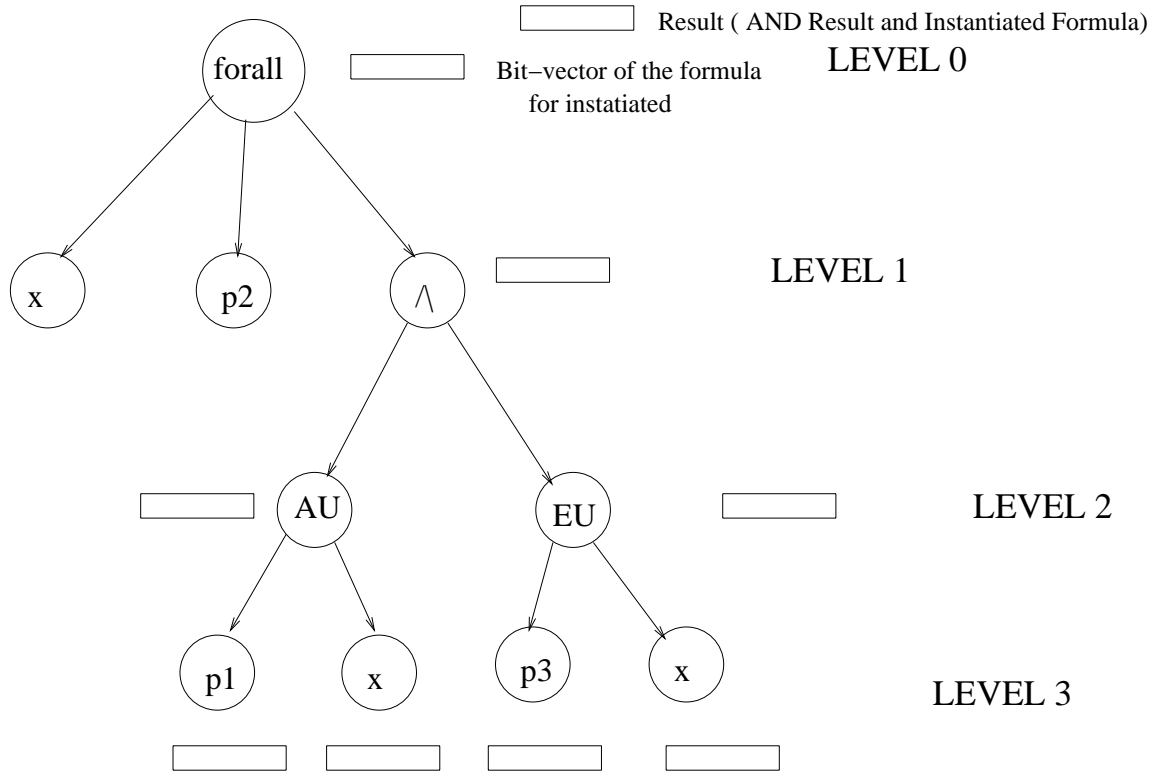 Result ( AND Result and Instantiated Formula)
forall
Bit−vector of the formula
for instatiated
LEVEL 0
x
p2
/\
LEVEL 1
AU
EU
LEVEL 2
p1
x
p3
x
LEVEL 3